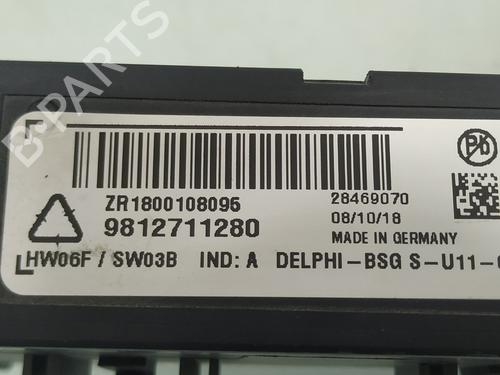 B-PARTS
Pb
ZR1800108095
28469070
9812711280
08/10/18
MADE IN GERMANY
HW06F / SW03B IND: A DELPHI-BSG S-U11-